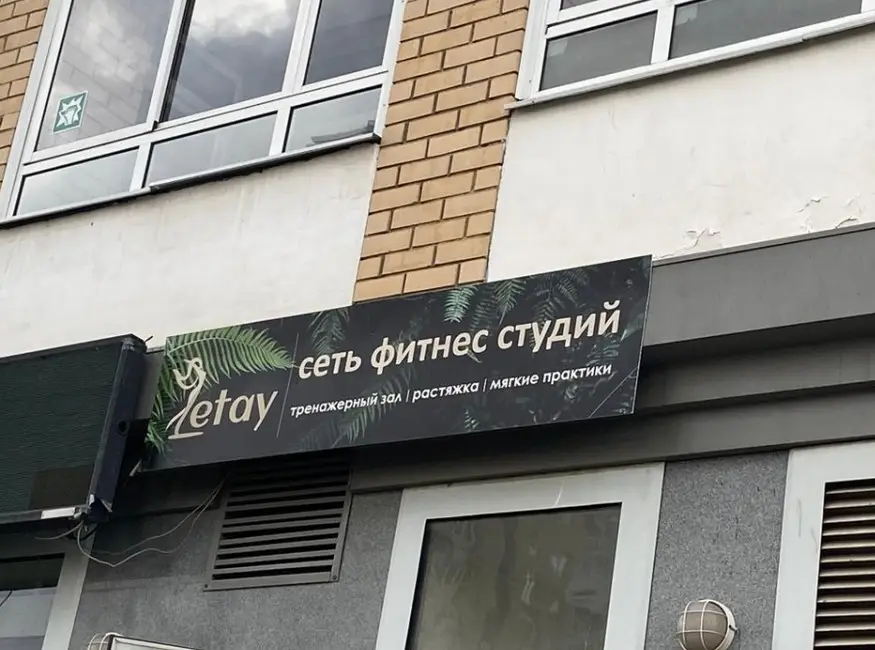 Letay
сеть фитнес студий
тренажерный зал | растяжка | мягкие практики